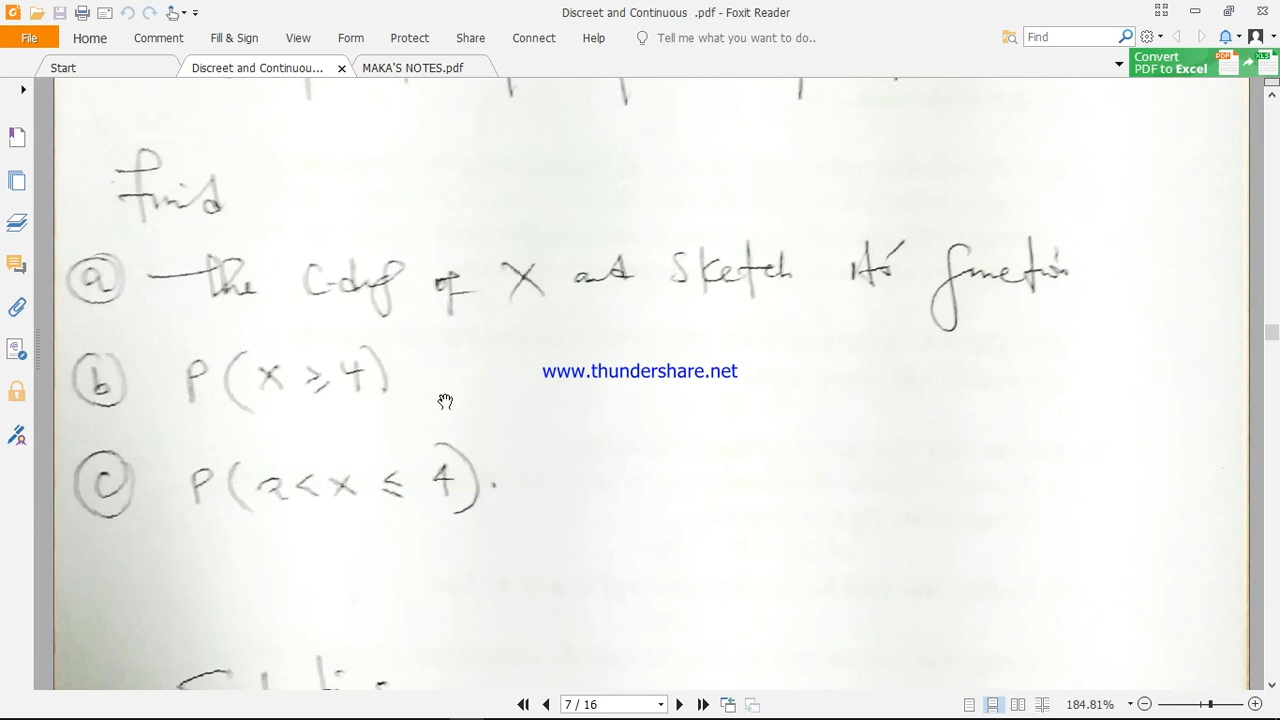 Discreet and Continuous .pdf - Foxit Reader
File Home Comment Fill & Sign View Form Protect Share Connect Help Tell me what you want to do.. Find
Start Discreet and Continuou... MAKA'S NOTES.pdf
Convert
PDF to Excel
Find
(a) The C.d.f of X and Sketch its function
(b) P(X ≥ 4)
www.thundershare.net
(c) P(2 < X ≤ 4).
7 / 16 184.81%